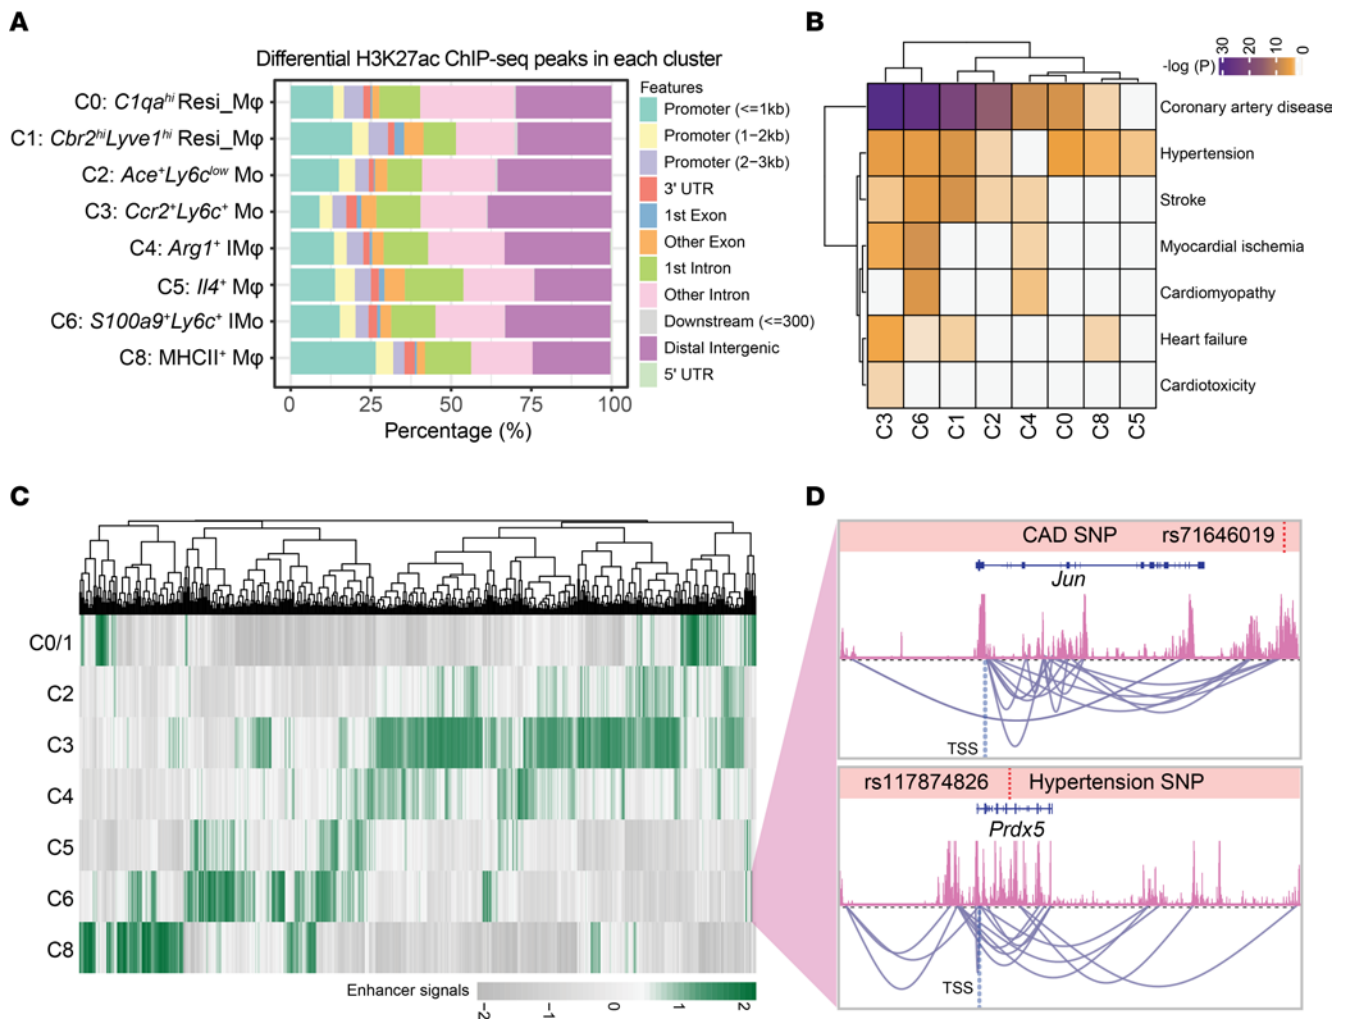 A
Differential H3K27ac ChIP-seq peaks in each cluster
C0: C1qa^hi Resi_Mφ
C1: Cbr2^hiLyve1^hi Resi_Mφ
C2: Ace⁺Ly6c^low Mo
C3: Ccr2⁺Ly6c⁺ Mo
C4: Arg1⁺ IMφ
C5: Il4⁺ Mφ
C6: S100a9⁺Ly6c⁺ IMo
C8: MHCII⁺ Mφ
0 25 50 75 100
Percentage (%)
Features
Promoter (<=1kb)
Promoter (1−2kb)
Promoter (2−3kb)
3' UTR
1st Exon
Other Exon
1st Intron
Other Intron
Downstream (<=300)
Distal Intergenic
5' UTR
B
-log (P)
30 20 10 0
Coronary artery disease
Hypertension
Stroke
Myocardial ischemia
Cardiomyopathy
Heart failure
Cardiotoxicity
C3 C6 C1 C2 C4 C0 C8 C5
C
C0/1
C2
C3
C4
C5
C6
C8
Enhancer signals
-2 -1 0 1 2
D
CAD SNP rs71646019
Jun
TSS
rs117874826 Hypertension SNP
Prdx5
TSS